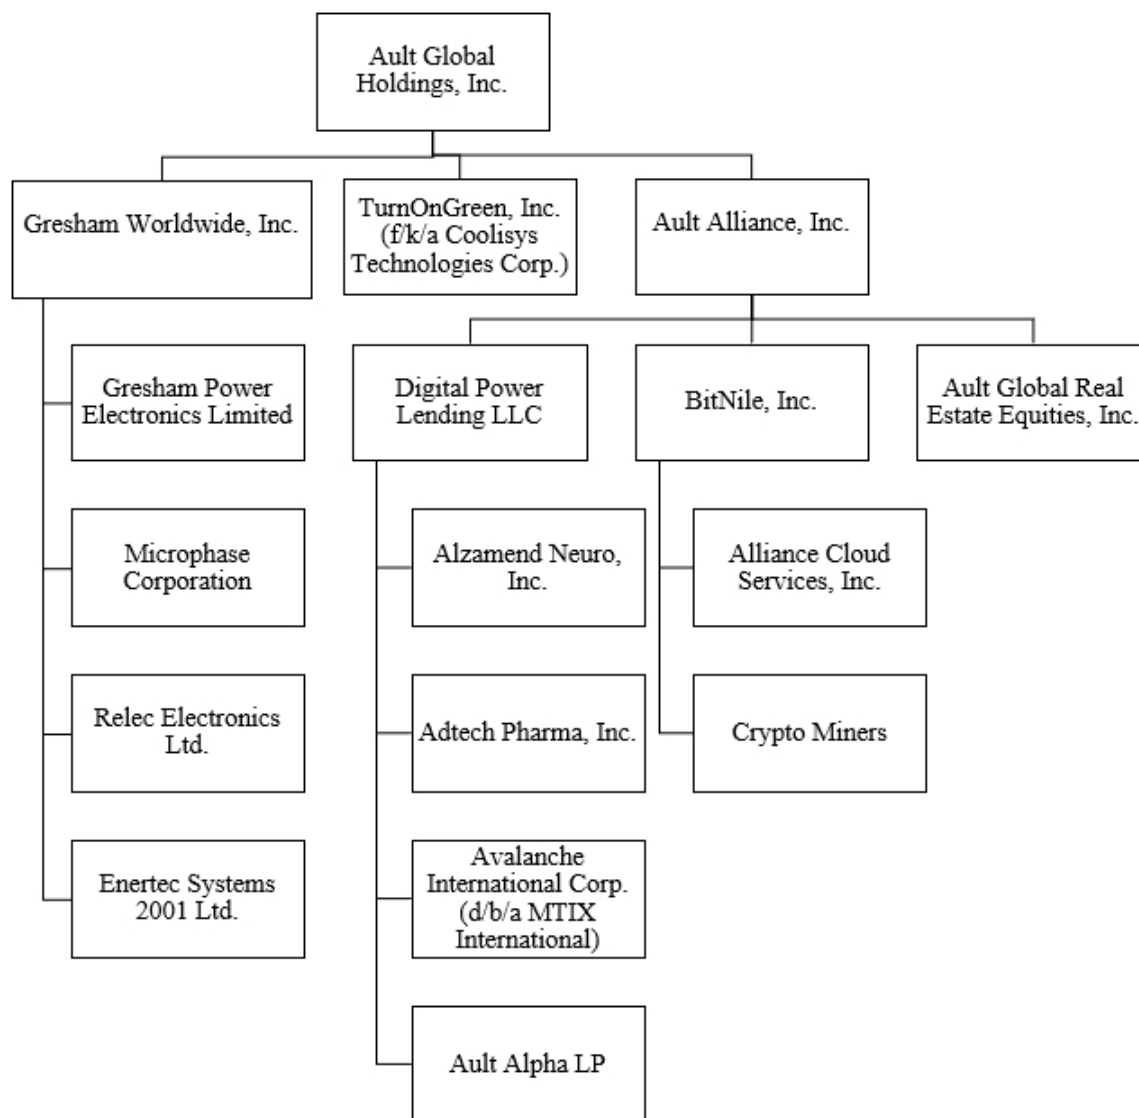 Ault Global
Holdings, Inc.
Gresham Worldwide, Inc.
TurnOnGreen, Inc.
(f/k/a Coolisys
Technologies Corp.)
Ault Alliance, Inc.
Gresham Power
Electronics Limited
Digital Power
Lending LLC
BitNile, Inc.
Ault Global Real
Estate Equities, Inc.
Microphase
Corporation
Alzamend Neuro,
Inc.
Alliance Cloud
Services, Inc.
Relec Electronics
Ltd.
Adtech Pharma, Inc.
Crypto Miners
Enertec Systems
2001 Ltd.
Avalanche
International Corp.
(d/b/a MTIX
International)
Ault Alpha LP